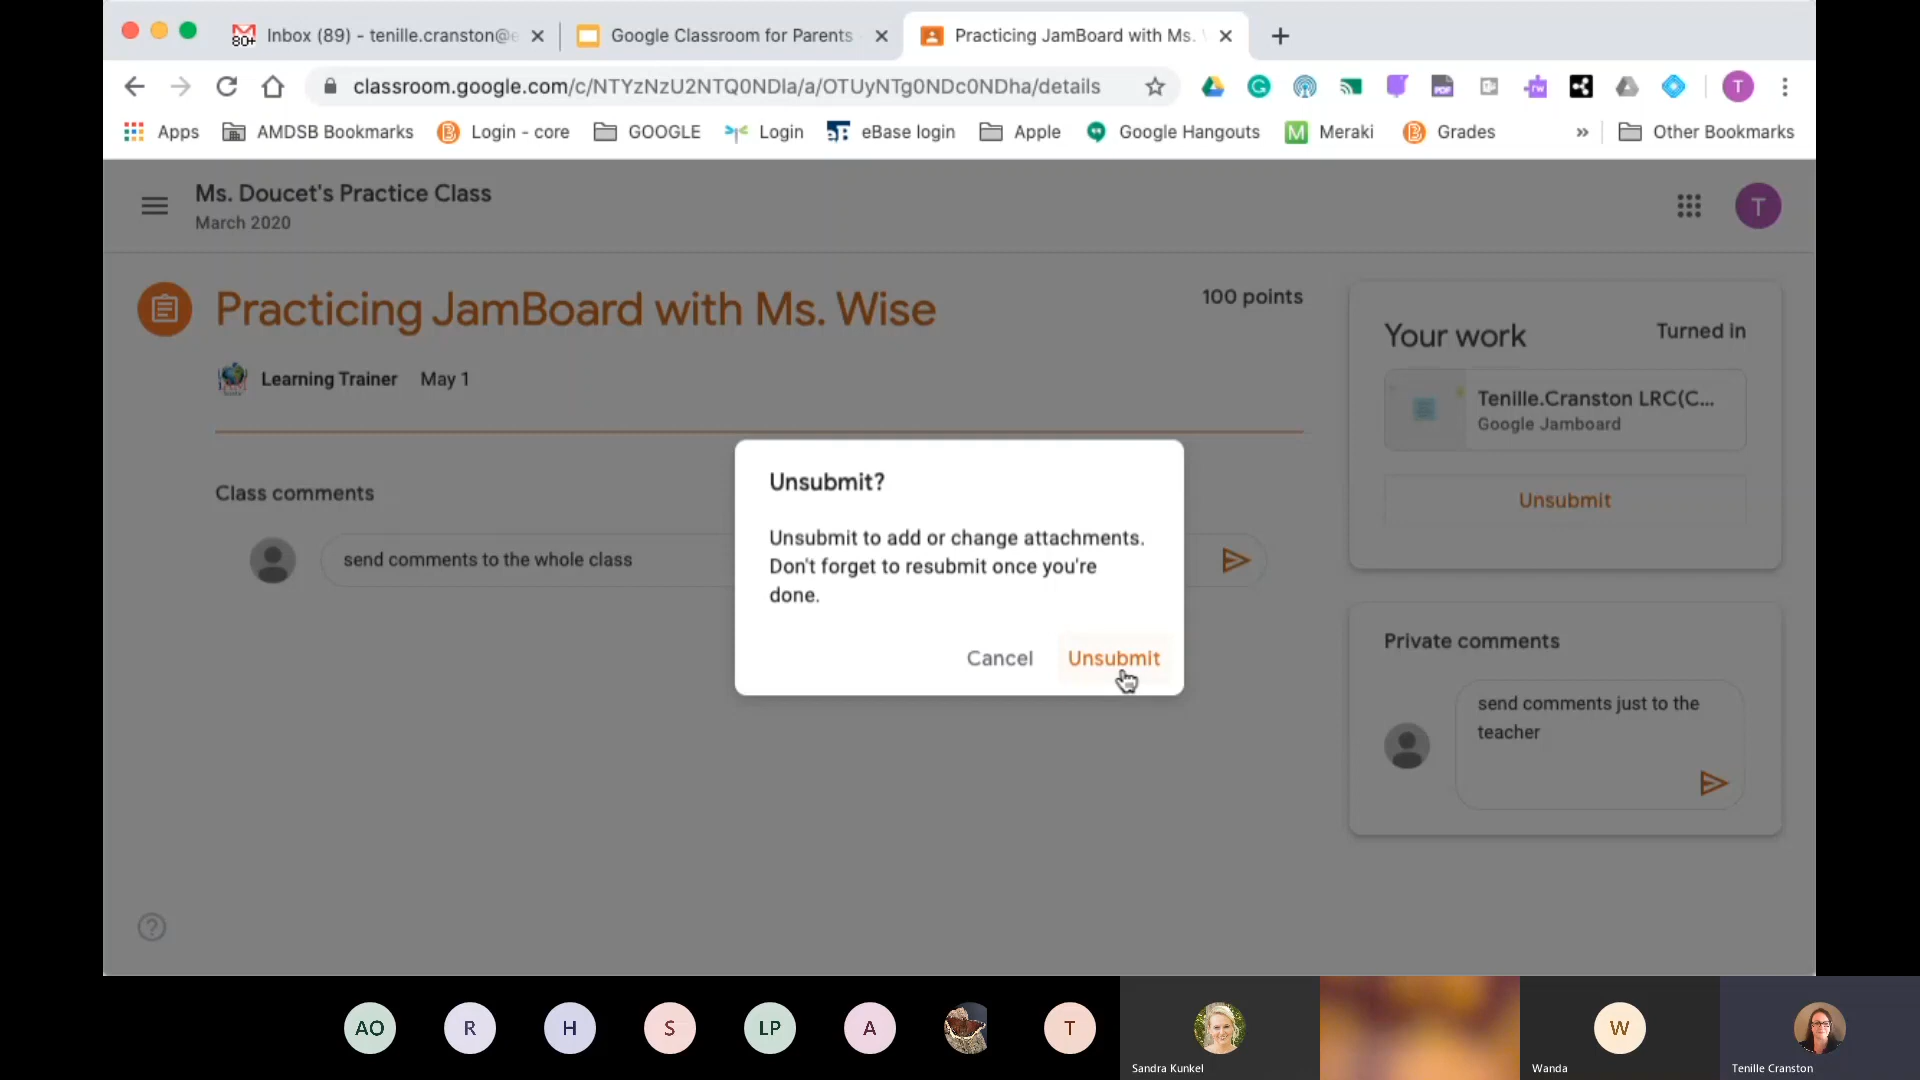 80+ Inbox (89) - tenille.cranston@e
Google Classroom for Parents
Practicing JamBoard with Ms.
classroom.google.com/c/NTYzNzU2NTQ0NDla/a/OTUyNTg0NDc0NDha/details
T
Apps
AMDSB Bookmarks
Login - core
GOOGLE
Login
eBase login
Apple
Google Hangouts
M Meraki
Grades
»
Other Bookmarks
Ms. Doucet's Practice Class
March 2020
T
Practicing JamBoard with Ms. Wise
100 points
Learning Trainer May 1
Class comments
send comments to the whole class
Your work
Turned in
Tenille.Cranston LRC(C...
Google Jamboard
Unsubmit
Private comments
send comments just to the
teacher
Unsubmit?
Unsubmit to add or change attachments.
Don't forget to resubmit once you're
done.
Cancel
Unsubmit
?
AO
R
H
S
LP
A
T
W
Sandra Kunkel
Wanda
Tenille Cranston